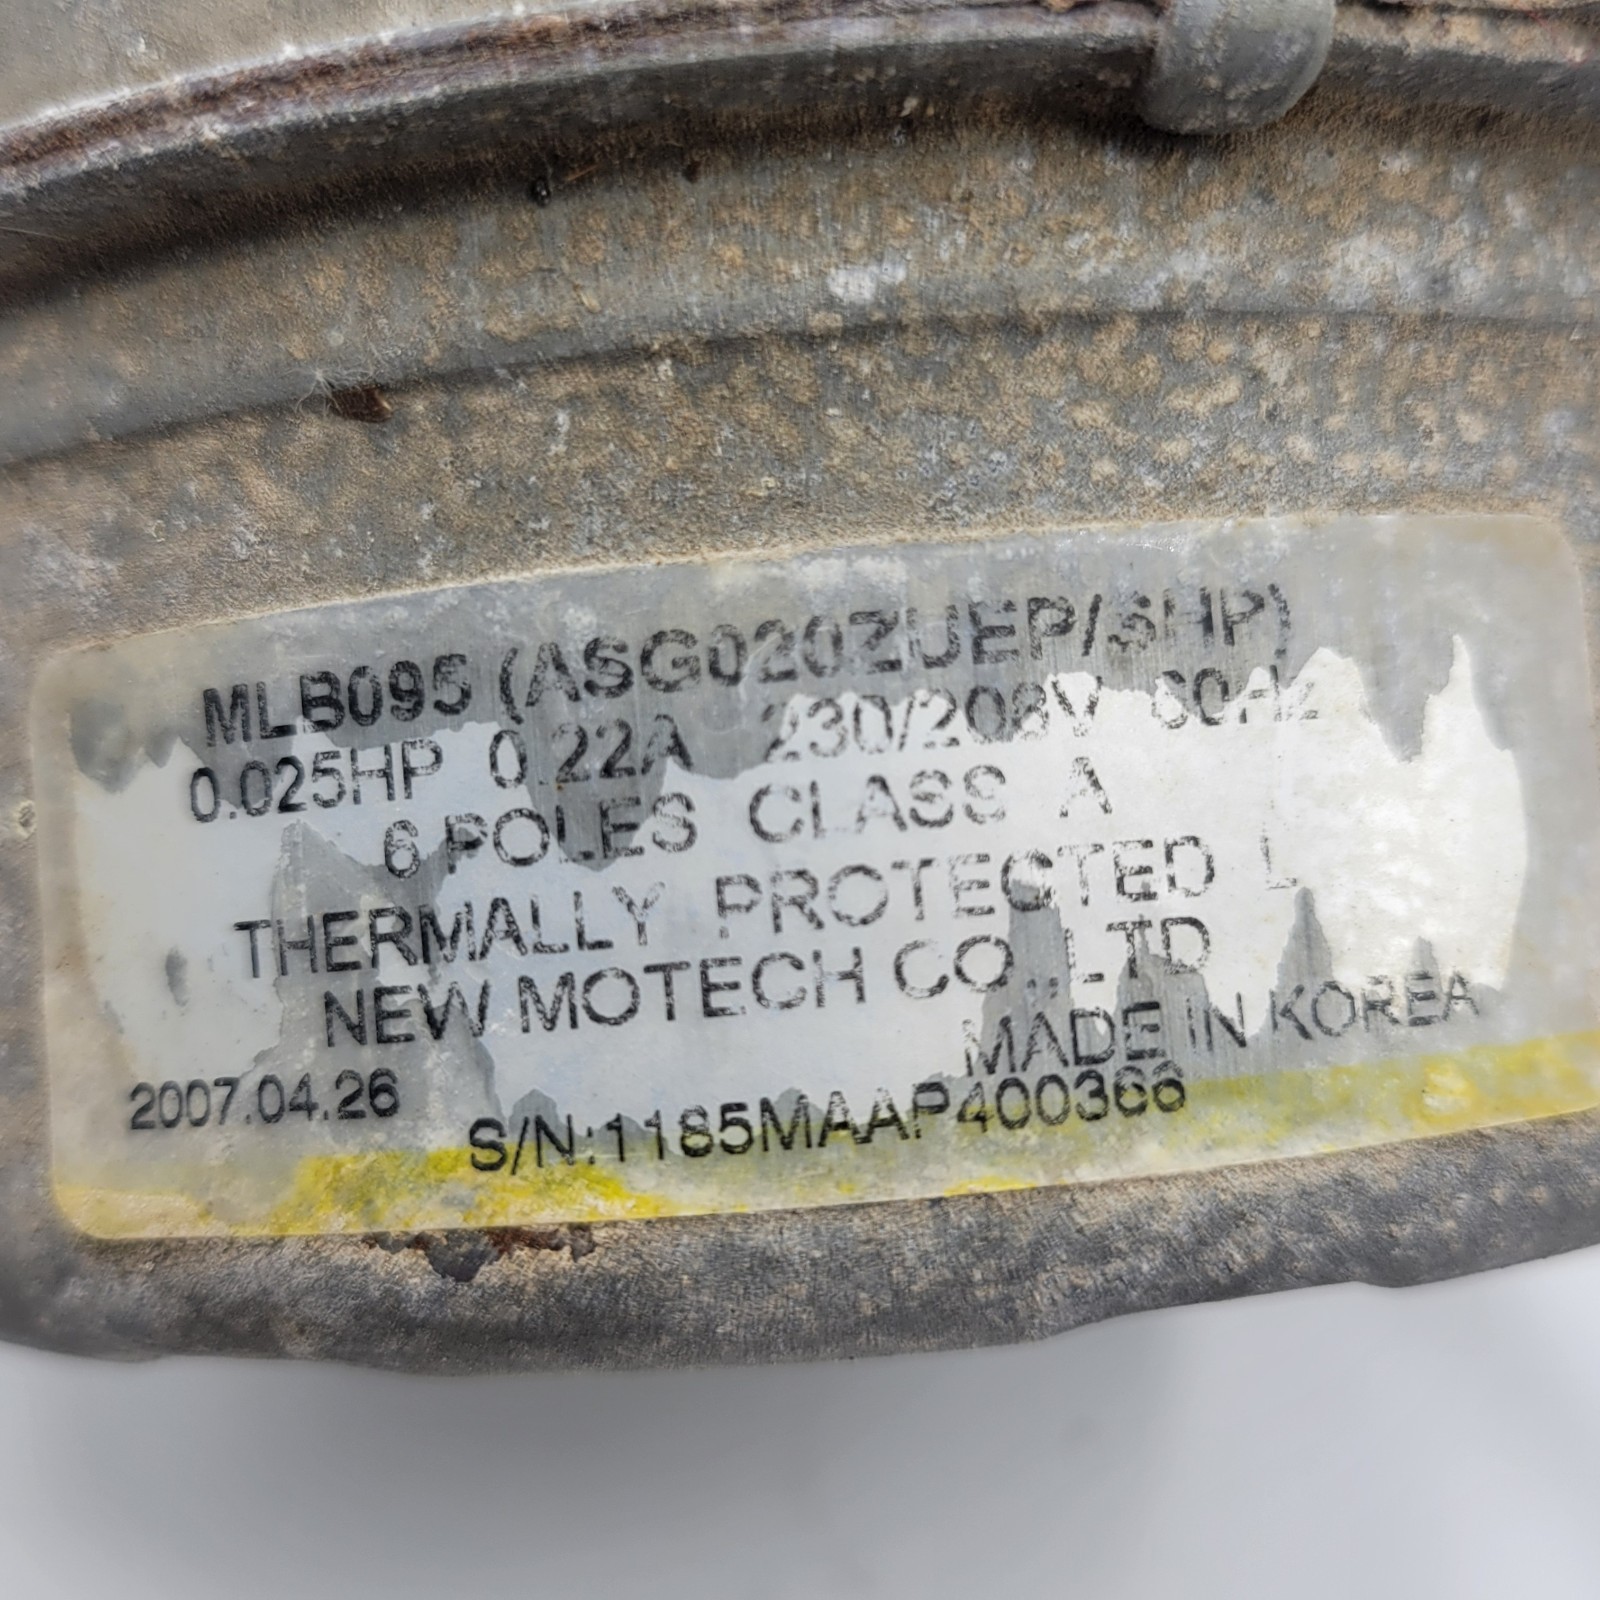 MLB095 (ASG020ZUEP/SHP)
0.025HP 0.22A 230/208V 60Hz
6 POLES CLASS A
THERMALLY PROTECTED L
NEW MOTECH CO.,LTD
MADE IN KOREA
2007.04.26
S/N:1185MAAP400366